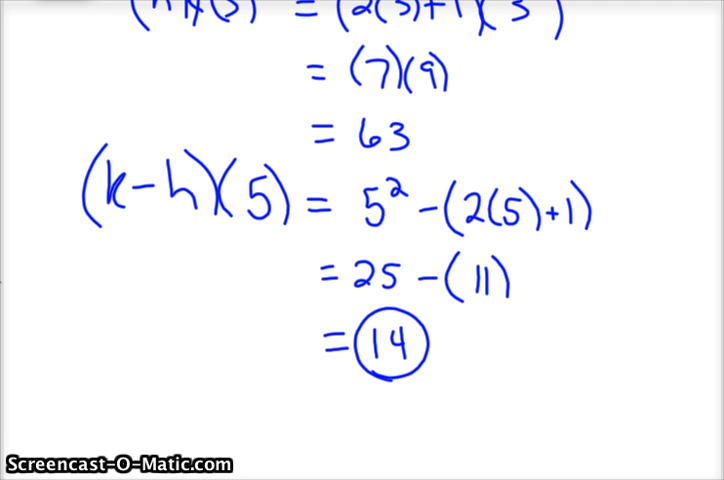 = (7)(9)
= 63
(k-h)(5) = 5² -(2(5)+1)
= 25 -(11)
= 14
Screencast-O-Matic.com